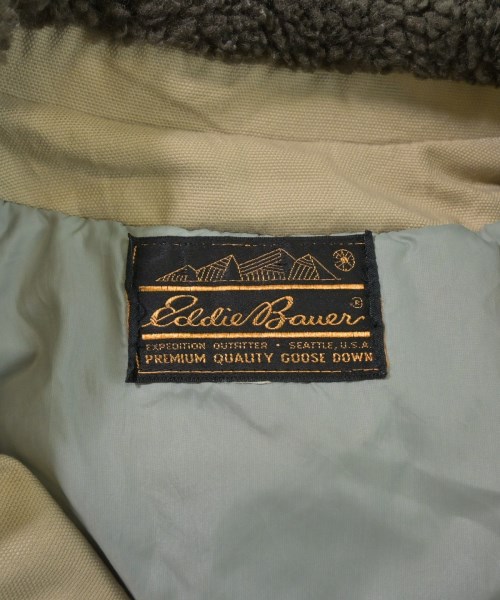 Eddie Bauer ®
EXPEDITION OUTFITTER • SEATTLE, U.S.A.
PREMIUM QUALITY GOOSE DOWN